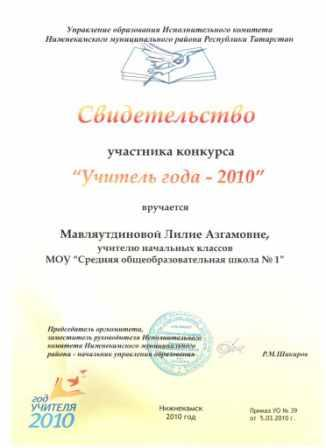 Управление образования Исполнительного комитета
Нижнекамского муниципального района Республики Татарстан
Свидетельство
участника конкурса
“Учитель года - 2010”
вручается
Мавляутдиновой Лилие Азгамовне,
учителю начальных классов
МОУ “Средняя общеобразовательная школа № 1”
Председатель оргкомитета,
заместитель руководителя Исполнительного
комитета Нижнекамского муниципального
района - начальник управления образования
Р.М.Шакиров
ГОД
УЧИТЕЛЯ
2010
Нижнекамск
2010 год
Приказ УО № 39
от 5.03.2010 г.